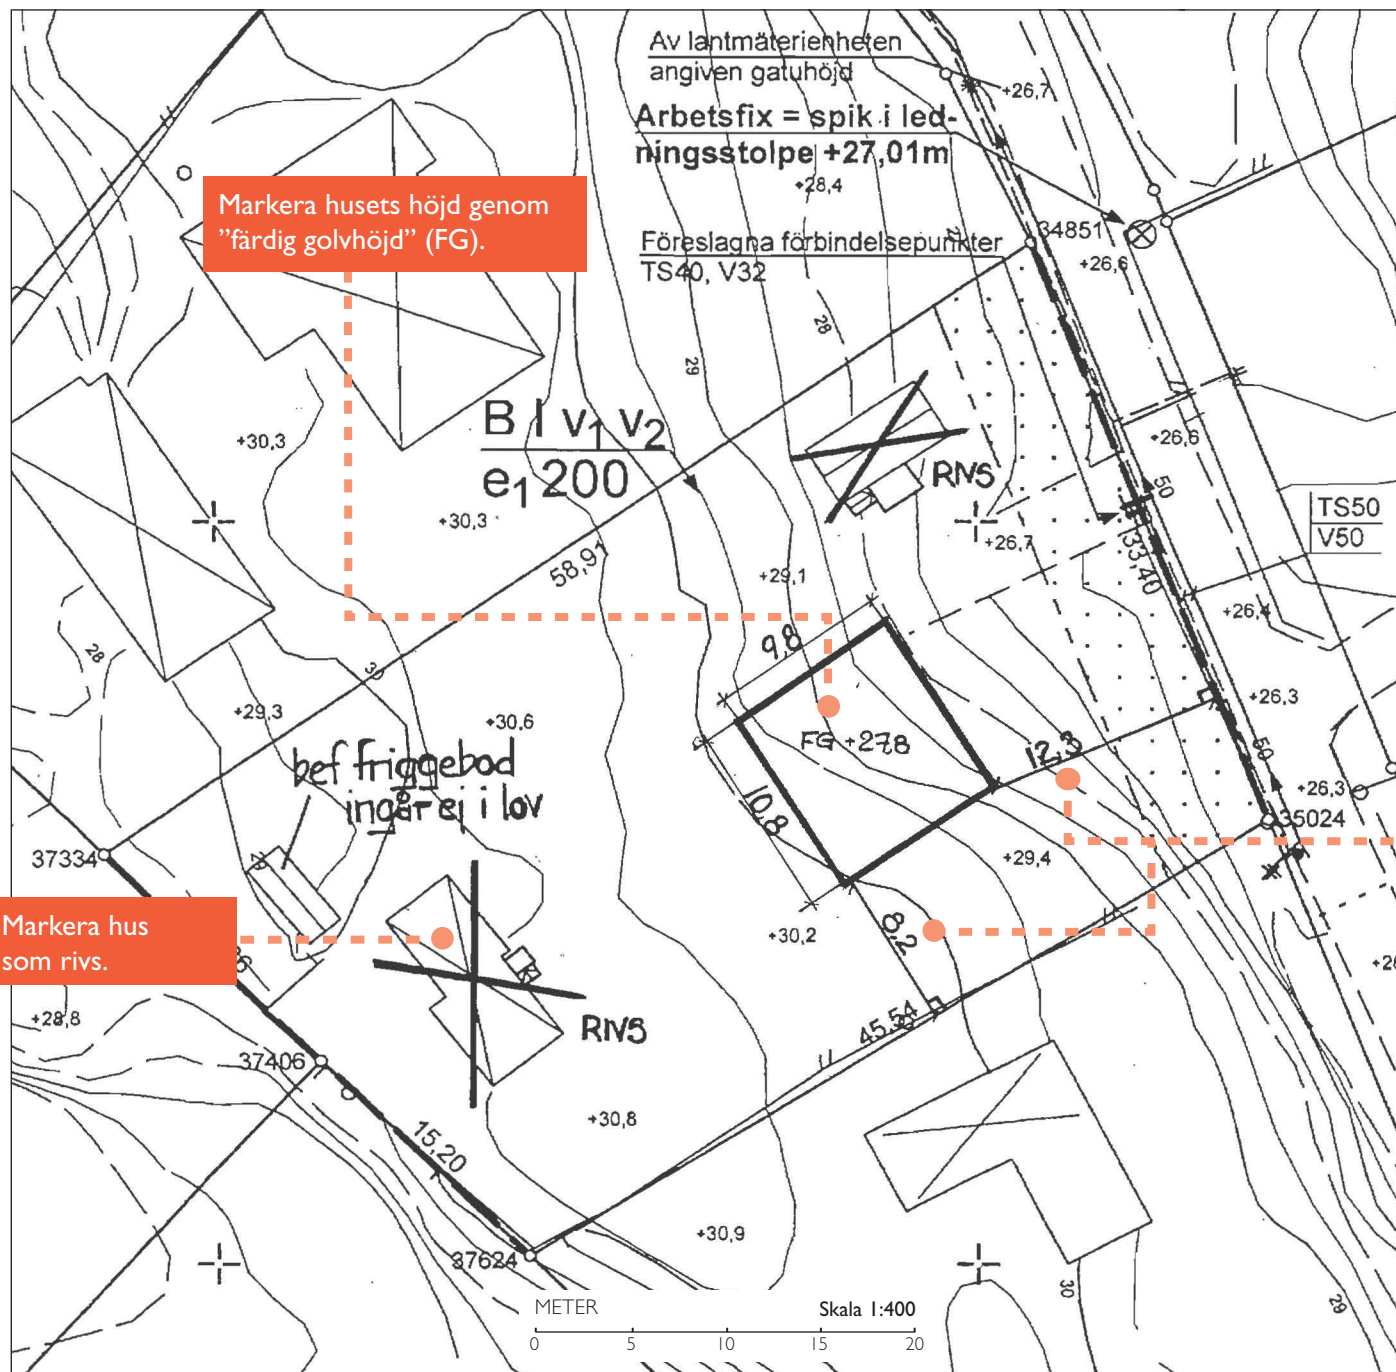 Av lantmäterienheten
angiven gatuhöjd
+26,7
Arbetsfix = spik i led-
ningsstolpe +27,01m
+28,4
Markera husets höjd genom
”färdig golvhöjd” (FG).
Föreslagna förbindelsepunkter
TS40, V32
34851
+26,6
28
29
B I v1 v2
e1 200
+30,3
+30,3
RIVS
+26,6
50
TS50
V50
+26,7
33,40
58,91
+29,1
+26,4
9,8
28
30
+29,3
+30,6
FG +27,8
12,3
+26,3
50
bef friggebod
ingår ej i lov
10,8
+26,3
35024
37334
29
+29,4
Markera hus
som rivs.
8,2
+30,2
+28,8
RIVS
45,54
37406
15,20
+30,8
+30,9
37624
30
29
METER
Skala 1:400
0 5 10 15 20